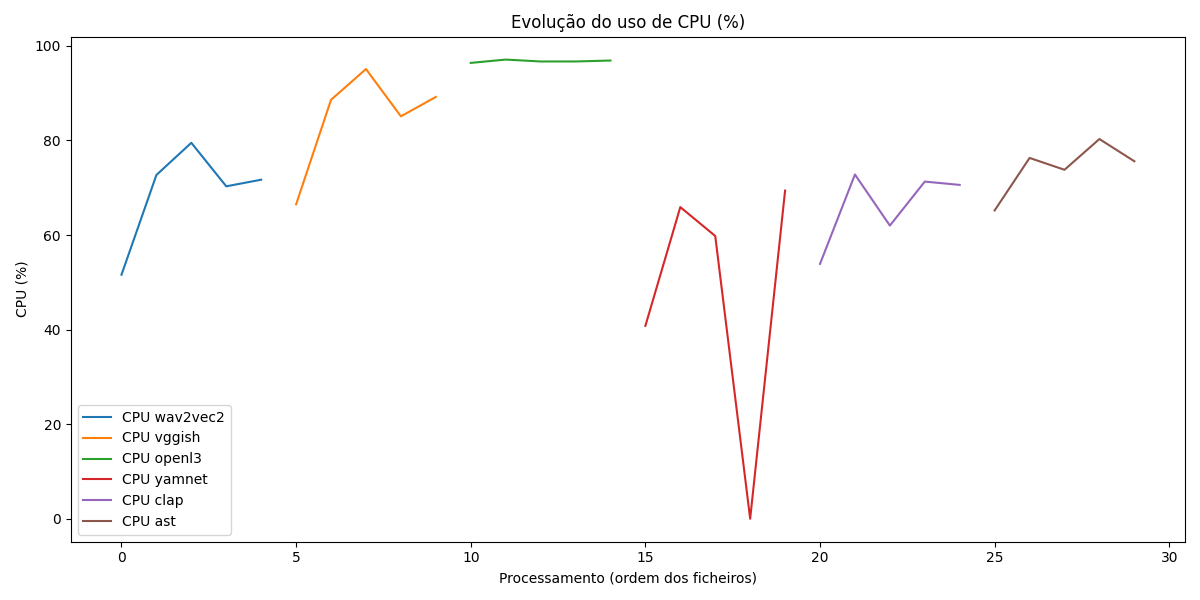 Evolução do uso de CPU (%)
100
80
60
40
20
0
CPU (%)
CPU wav2vec2
CPU vggish
CPU openl3
CPU yamnet
CPU clap
CPU ast
0 5 10 15 20 25 30
Processamento (ordem dos ficheiros)